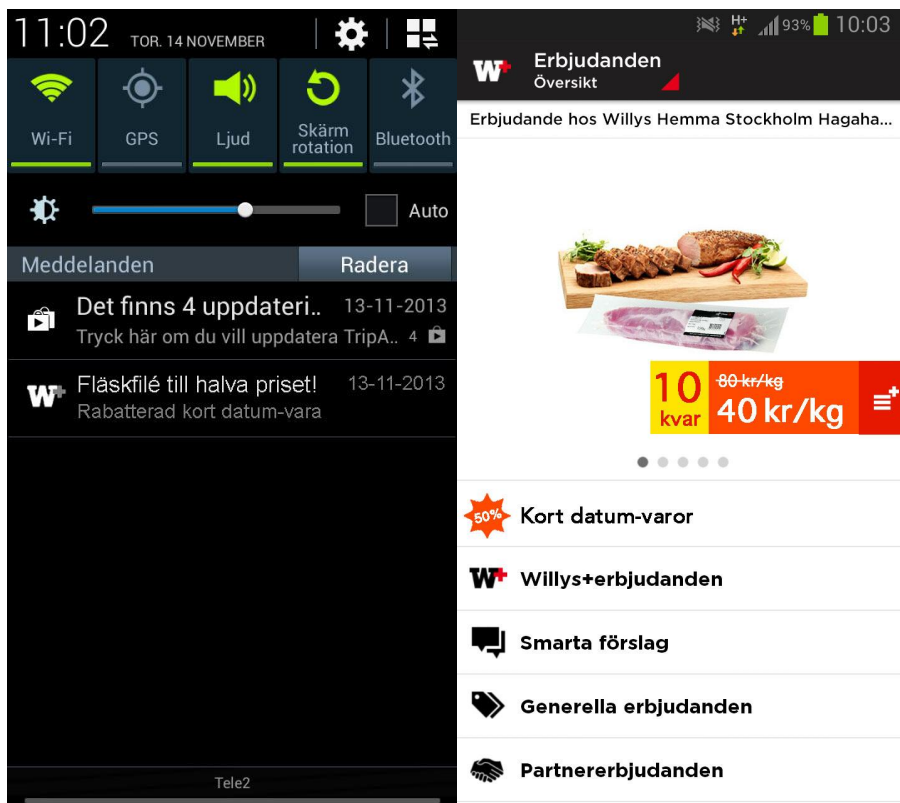 11:02 TOR. 14 NOVEMBER
Wi-Fi
GPS
Ljud
Skärm
rotation
Bluetooth
Auto
Meddelanden
Radera
Det finns 4 uppdateri.. 13-11-2013
Tryck här om du vill uppdatera TripA.. 4
W+ Fläskfilé till halva priset! 13-11-2013
Rabatterad kort datum-vara
Tele2
H+ 93% 10:03
W+ Erbjudanden
Översikt
Erbjudande hos Willys Hemma Stockholm Hagaha...
10
kvar
80 kr/kg
40 kr/kg
50% Kort datum-varor
W+ Willys+erbjudanden
Smarta förslag
Generella erbjudanden
Partnererbjudanden